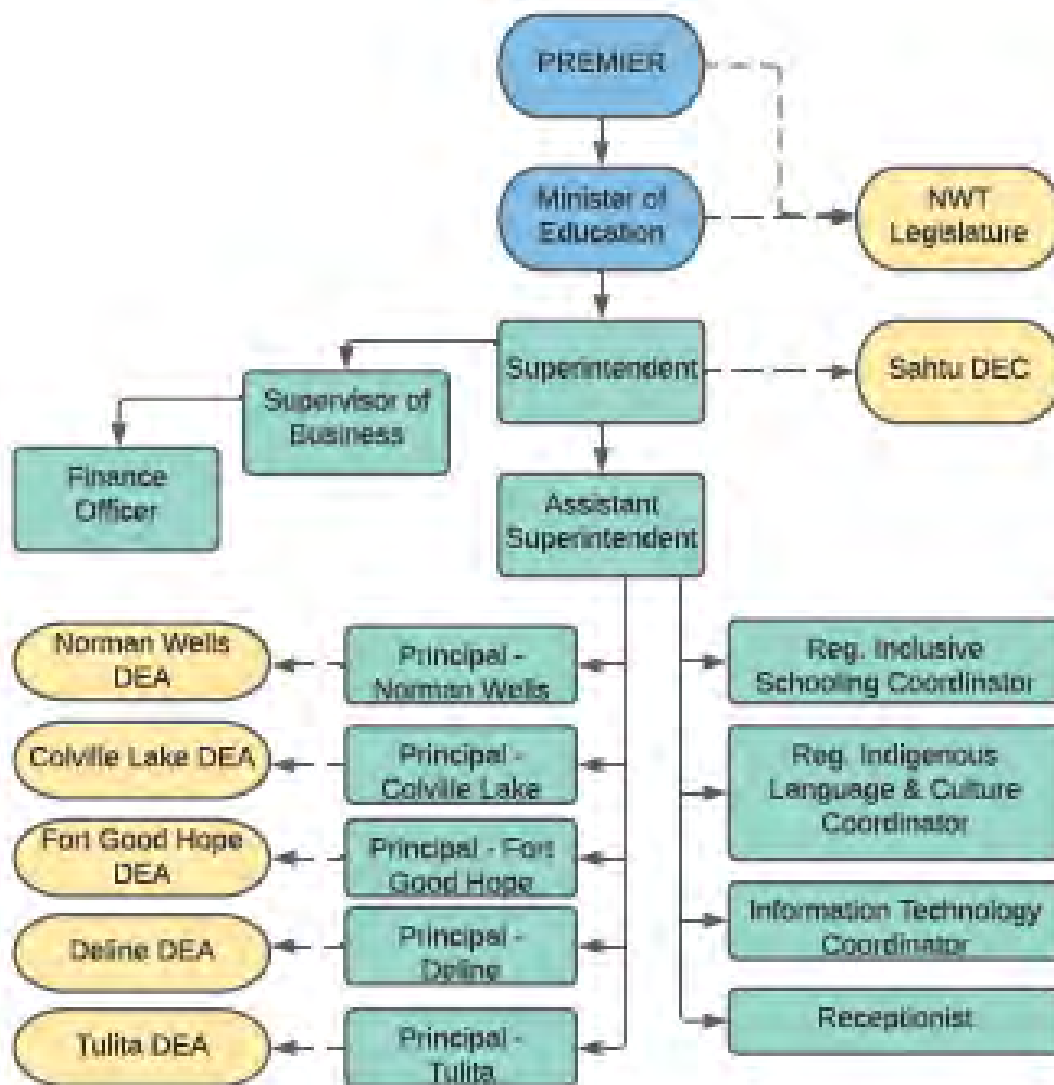 PREMIER
Minister of
Education
NWT
Legislature
Superintendent
Sahtu DEC
Supervisor of
Business
Finance
Officer
Assistant
Superintendent
Norman Wells
DEA
Principal -
Norman Wells
Reg. Inclusive
Schooling Coordinator
Colville Lake DEA
Principal -
Colville Lake
Reg. Indigenous
Language & Culture
Coordinator
Fort Good Hope
DEA
Principal - Fort
Good Hope
Information Technology
Coordinator
Deline DEA
Principal -
Deline
Receptionist
Tulita DEA
Principal -
Tulita